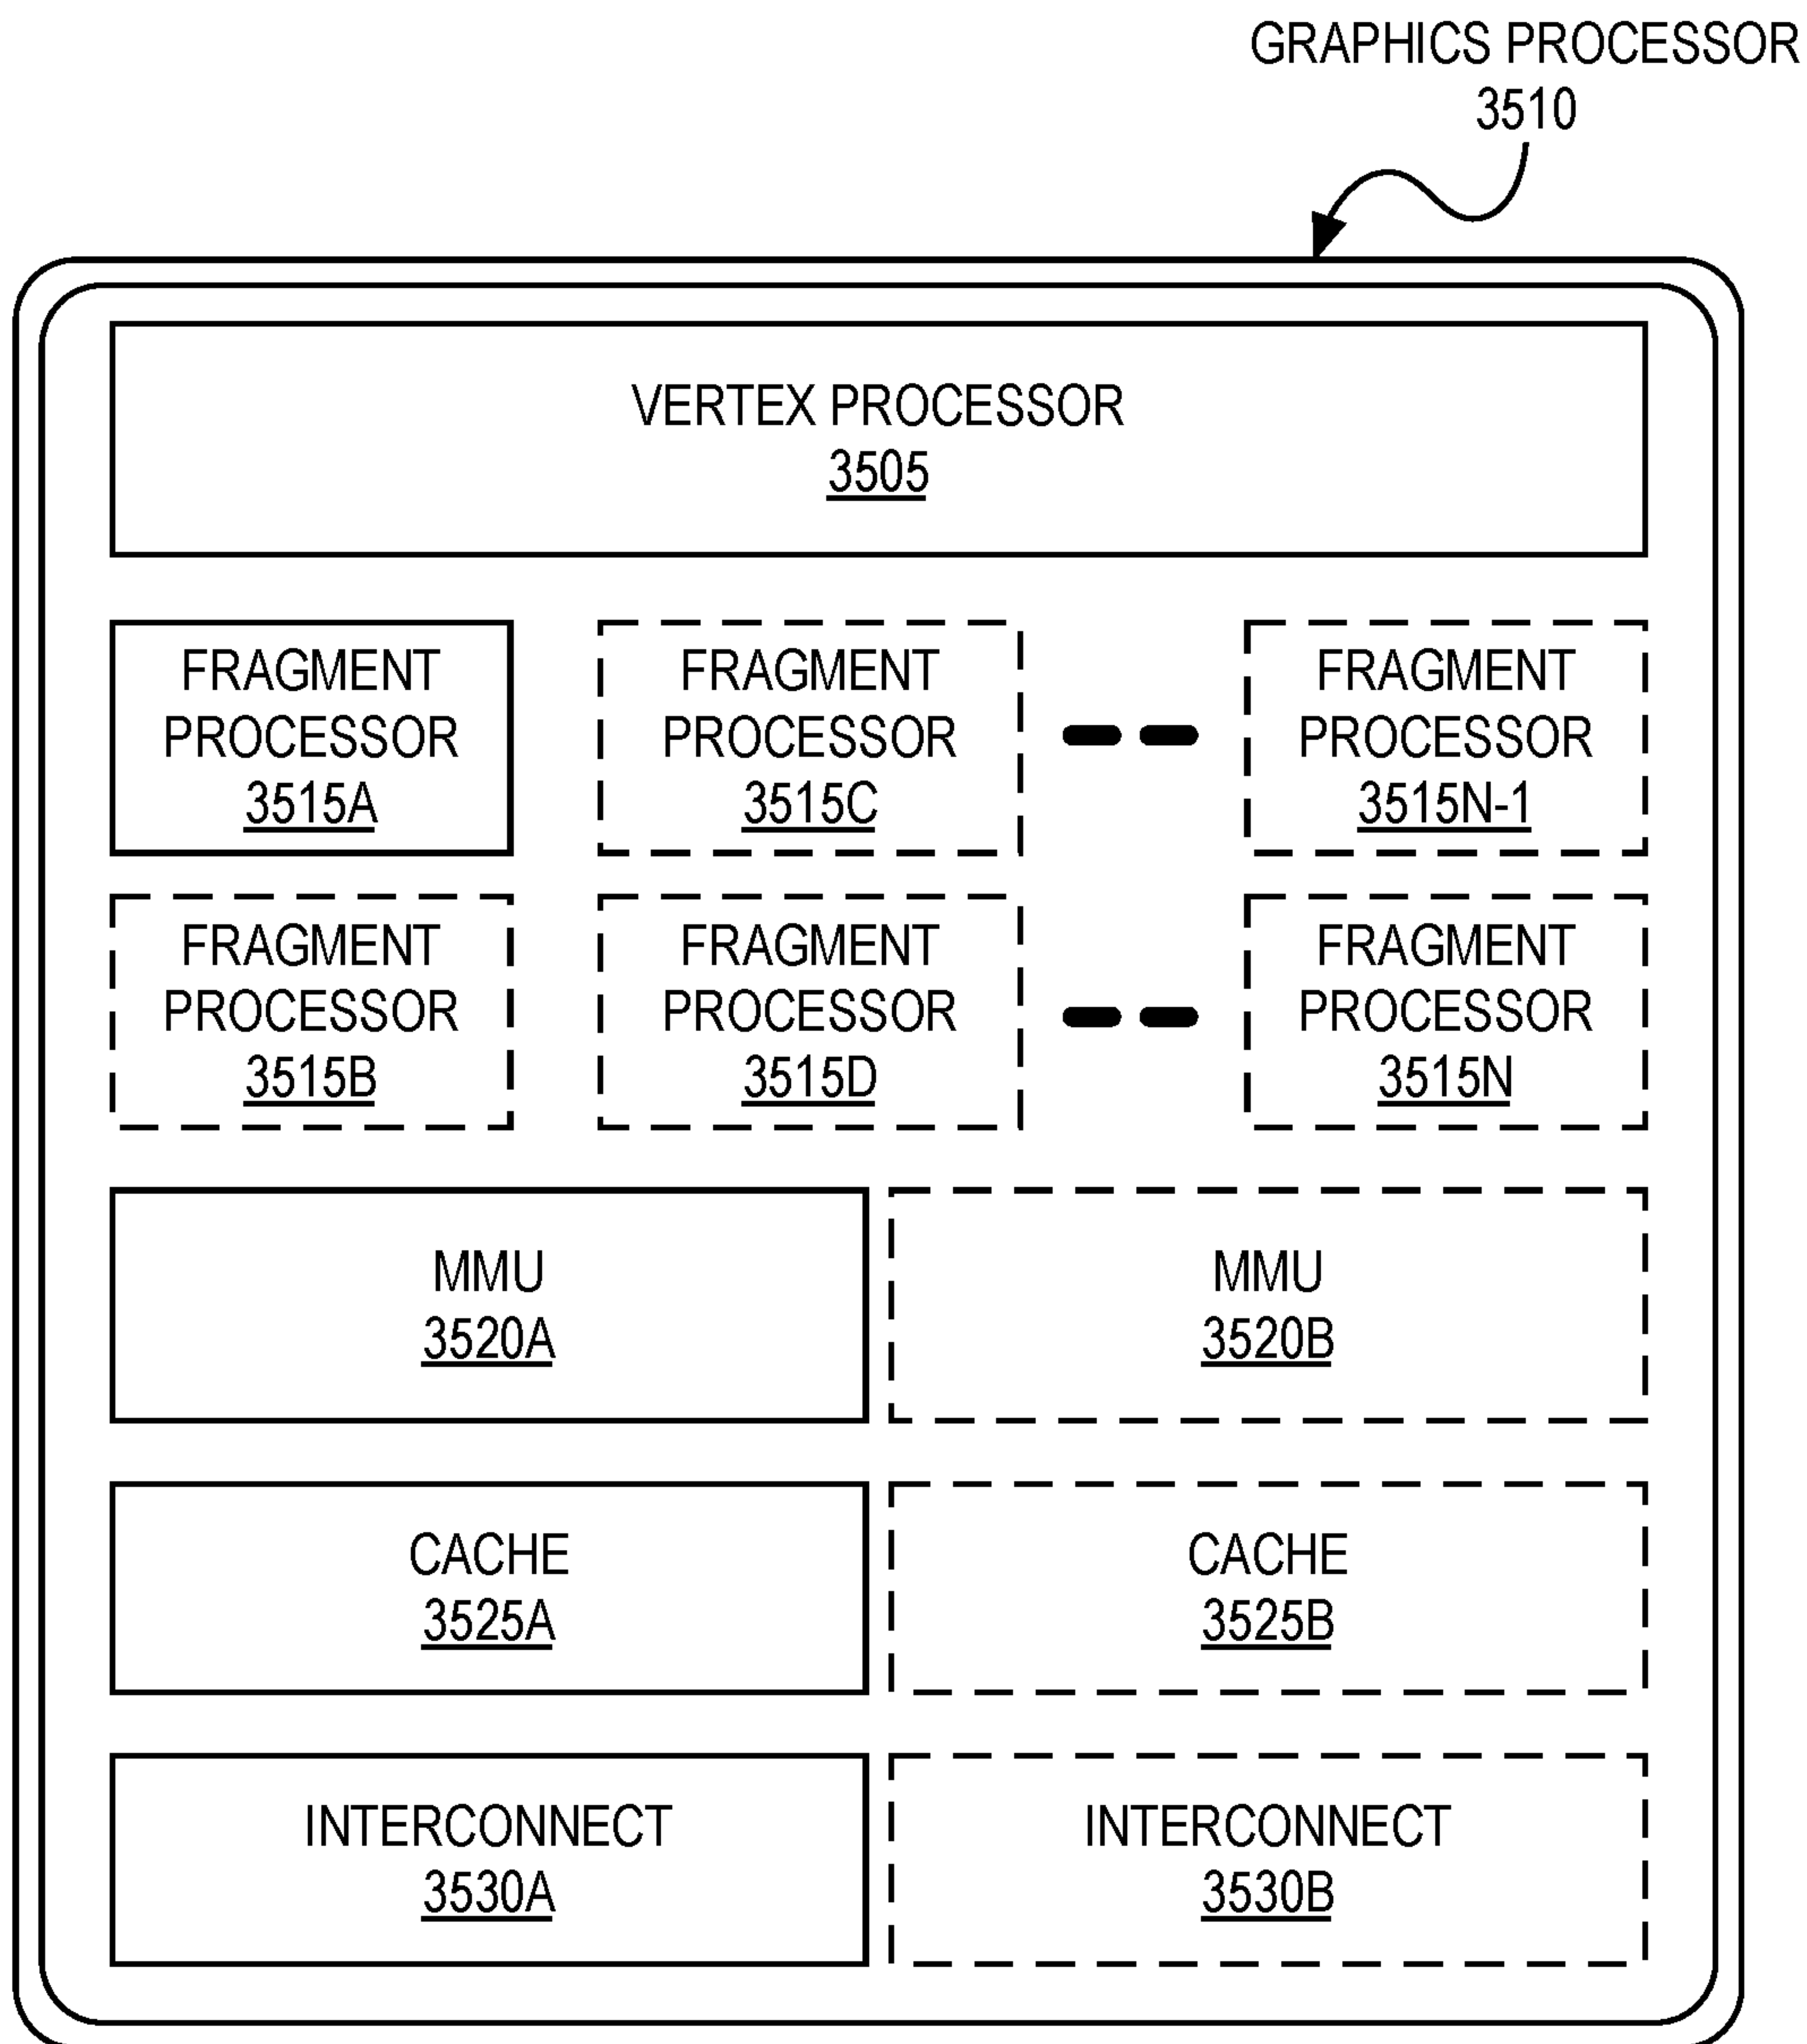 GRAPHICS PROCESSOR
3510
VERTEX PROCESSOR
3505
FRAGMENT
PROCESSOR
3515A
FRAGMENT
PROCESSOR
3515C
FRAGMENT
PROCESSOR
3515N-1
FRAGMENT
PROCESSOR
3515B
FRAGMENT
PROCESSOR
3515D
FRAGMENT
PROCESSOR
3515N
MMU
3520A
MMU
3520B
CACHE
3525A
CACHE
3525B
INTERCONNECT
3530A
INTERCONNECT
3530B